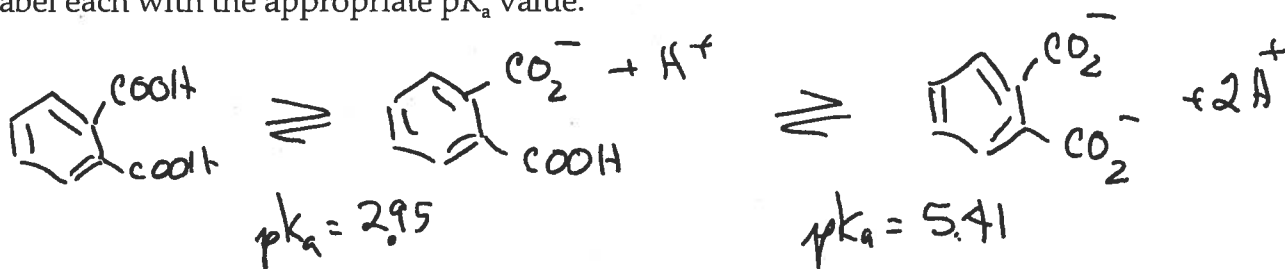 label each with the appropriate pKₐ value.
COOH
COOH
⇌
CO₂⁻ + H⁺
COOH
⇌
CO₂⁻
CO₂⁻
+2H⁺
pkₐ = 2.95
pkₐ = 5.41